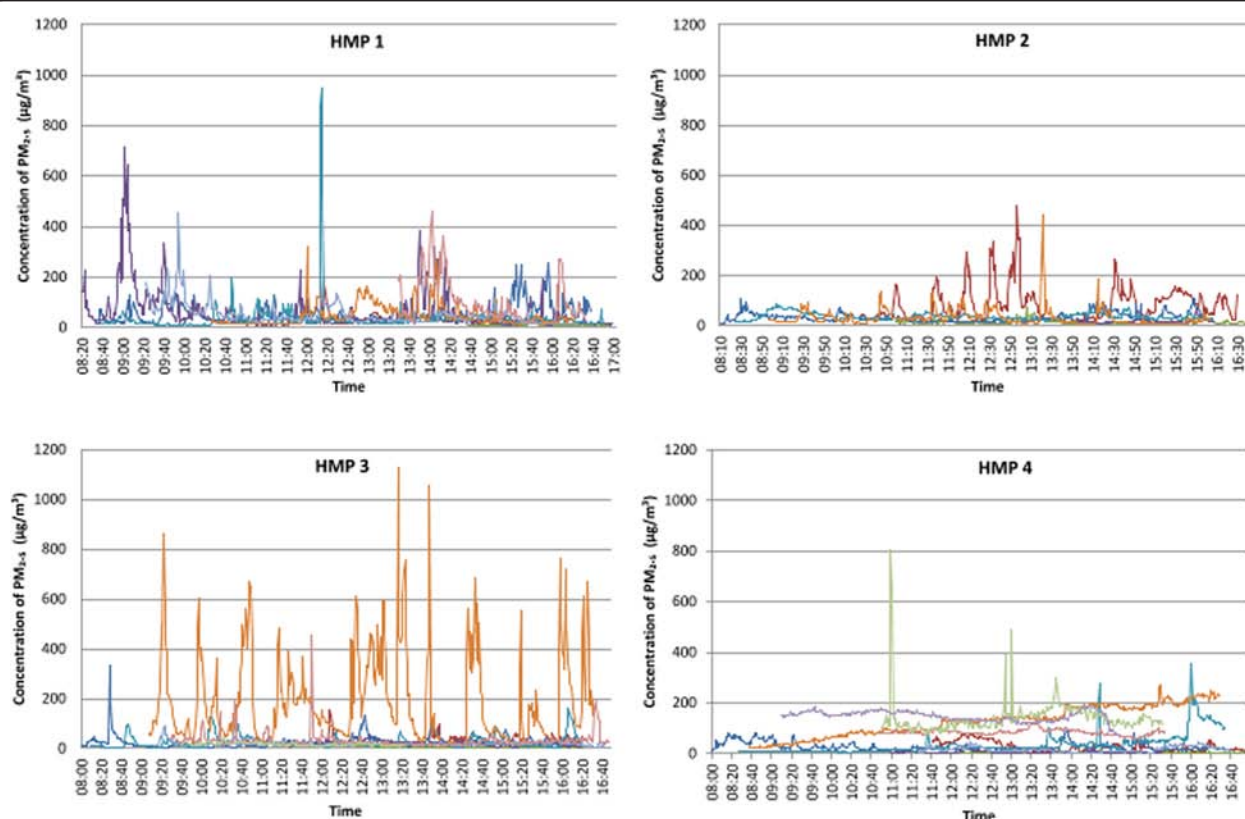 HMP 1
Concentration of PM₂.₅ (µg/m³)
1200
1000
800
600
400
200
0
08:20 08:40 09:00 09:20 09:40 10:00 10:20 10:40 11:00 11:20 11:40 12:00 12:20 12:40 13:00 13:20 13:40 14:00 14:20 14:40 15:00 15:20 15:40 16:00 16:20 16:40 17:00
Time
HMP 2
Concentration of PM₂.₅ (µg/m³)
1200
1000
800
600
400
200
0
08:10 08:30 08:50 09:10 09:30 09:50 10:10 10:30 10:50 11:10 11:30 11:50 12:10 12:30 12:50 13:10 13:30 13:50 14:10 14:30 14:50 15:10 15:30 15:50 16:10 16:30
Time
HMP 3
Concentration of PM₂.₅ (µg/m³)
1200
1000
800
600
400
200
0
08:00 08:20 08:40 09:00 09:20 09:40 10:00 10:20 10:40 11:00 11:20 11:40 12:00 12:20 12:40 13:00 13:20 13:40 14:00 14:20 14:40 15:00 15:20 15:40 16:00 16:20 16:40
Time
HMP 4
Concentration of PM₂.₅ (µg/m³)
1200
1000
800
600
400
200
0
08:00 08:20 08:40 09:00 09:20 09:40 10:00 10:20 10:40 11:00 11:20 11:40 12:00 12:20 12:40 13:00 13:20 13:40 14:00 14:20 14:40 15:00 15:20 15:40 16:00 16:20 16:40
Time